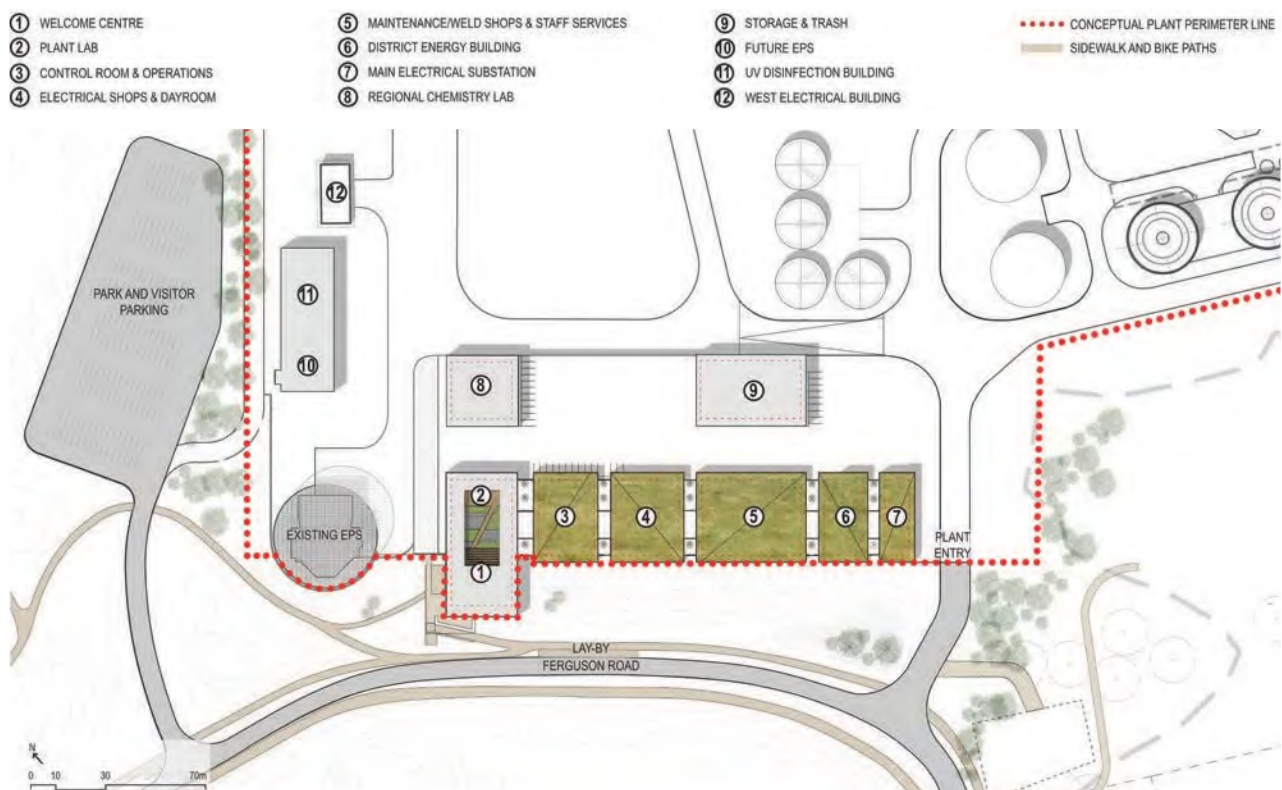 1 WELCOME CENTRE
2 PLANT LAB
3 CONTROL ROOM & OPERATIONS
4 ELECTRICAL SHOPS & DAYROOM
5 MAINTENANCE/WELD SHOPS & STAFF SERVICES
6 DISTRICT ENERGY BUILDING
7 MAIN ELECTRICAL SUBSTATION
8 REGIONAL CHEMISTRY LAB
9 STORAGE & TRASH
10 FUTURE EPS
11 UV DISINFECTION BUILDING
12 WEST ELECTRICAL BUILDING
CONCEPTUAL PLANT PERIMETER LINE
SIDEWALK AND BIKE PATHS
12
11
PARK AND VISITOR
PARKING
10
8
9
2
3
4
5
6
7
EXISTING EPS
PLANT
ENTRY
1
LAY-BY
FERGUSON ROAD
N
0 10 30 70m